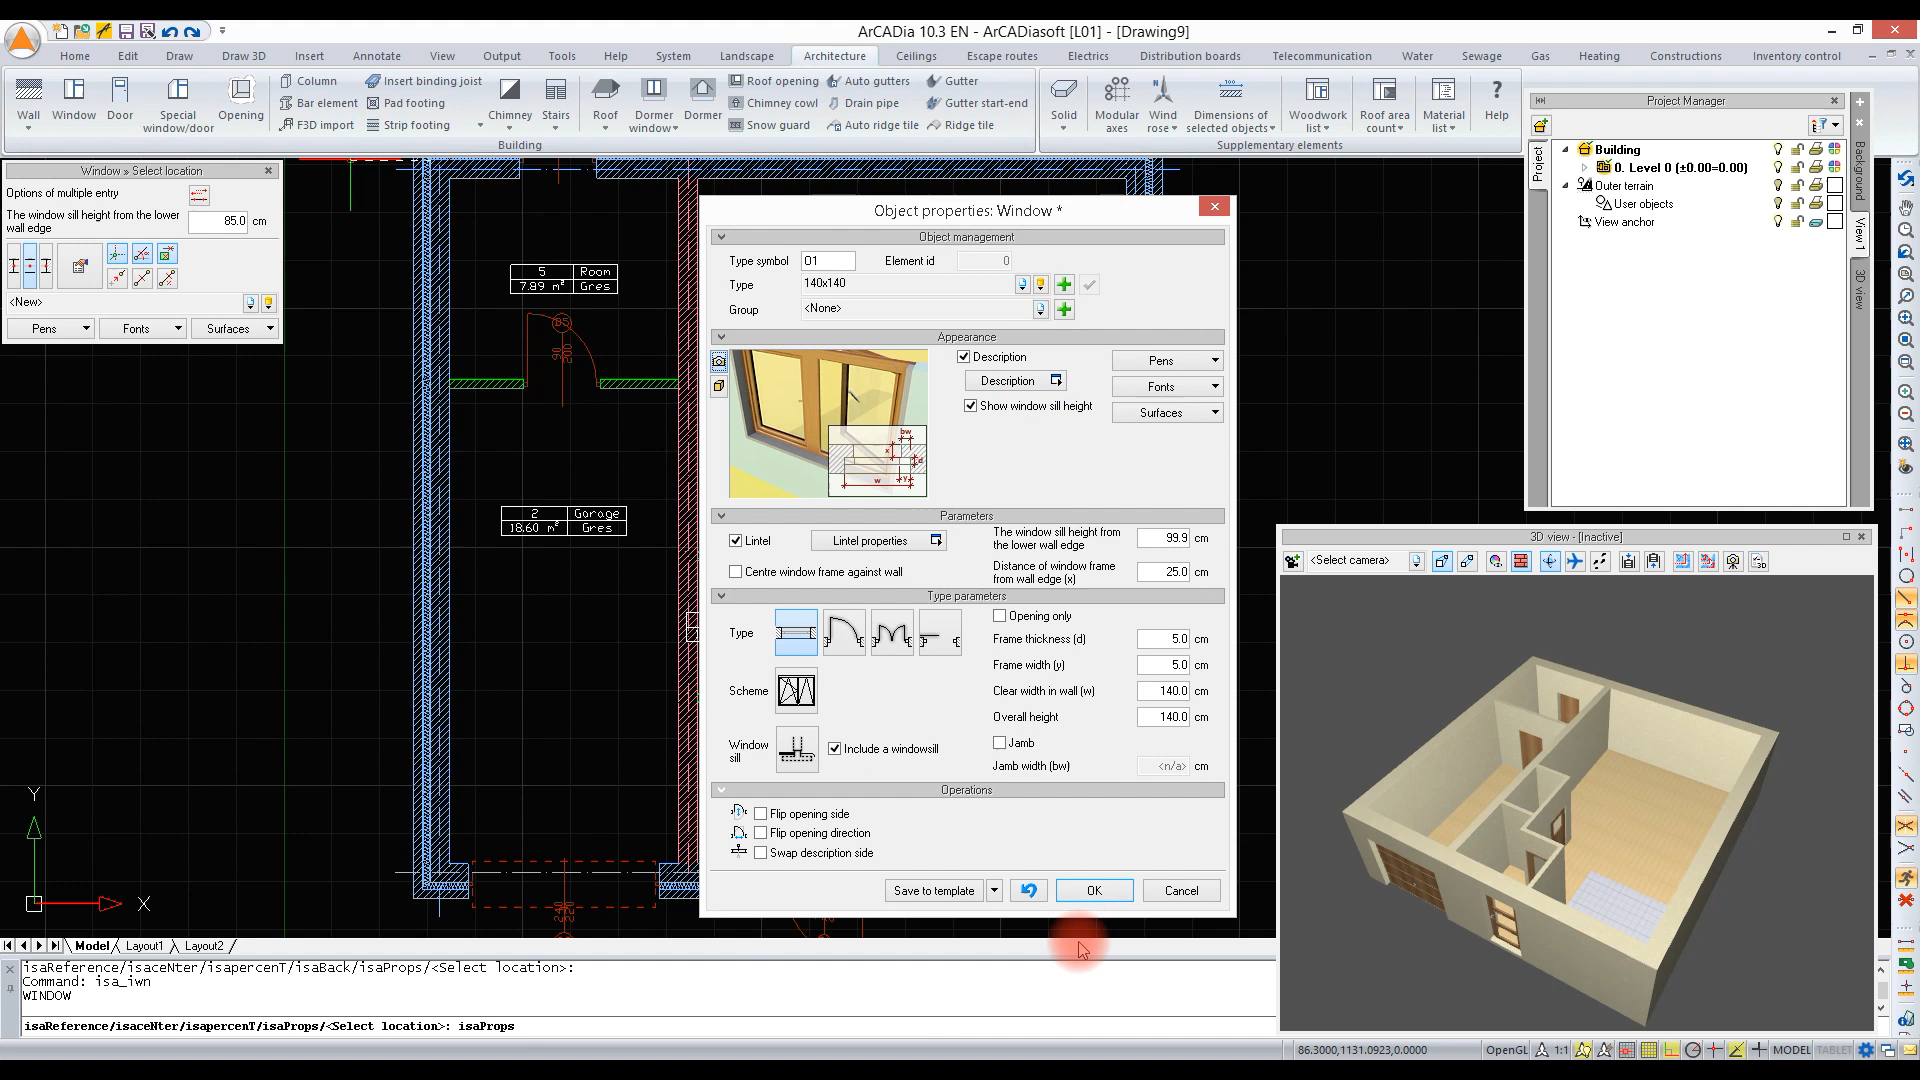 ArCADia 10.3 EN - ArCADiasoft [L01] - [Drawing9]
Home Edit Draw Draw 3D Insert Annotate View Output Tools Help System Landscape Architecture Ceilings Escape routes Electrics Distribution boards Telecommunication Water Sewage Gas Heating Constructions Inventory control
Wall
Window
Door
Special window/door
Opening
Column
Bar element
F3D import
Insert binding joist
Pad footing
Strip footing
Chimney
Stairs
Roof
Dormer window
Dormer
Roof opening
Chimney cowl
Snow guard
Auto gutters
Drain pipe
Auto ridge tile
Gutter
Gutter start-end
Ridge tile
Building
Solid
Modular axes
Wind rose
Dimensions of selected objects
Woodwork list
Roof area count
Material list
Help
Supplementary elements
Project Manager
Project
Building
0. Level 0 (±0.00=0.00)
Outer terrain
User objects
View anchor
Background
View 1
3D view
Window » Select location
Options of multiple entry
The window sill height from the lower wall edge 85.0 cm
<New>
Pens Fonts Surfaces
5 Room
7.89 m² Gres
90
200
2 Garage
18.60 m² Gres
240
220
Y
X
Object properties: Window *
Object management
Type symbol 01 Element id 0
Type 140x140
Group <None>
Appearance
Description
Description
Show window sill height
Pens
Fonts
Surfaces
bw
x
d
w
y
Parameters
Lintel Lintel properties
The window sill height from the lower wall edge 99.9 cm
Centre window frame against wall
Distance of window frame from wall edge (x) 25.0 cm
Type parameters
Type
Opening only
Frame thickness (d) 5.0 cm
Frame width (y) 5.0 cm
Scheme
Clear width in wall (w) 140.0 cm
Overall height 140.0 cm
Window sill
Include a windowsill
Jamb
Jamb width (bw) <n/a> cm
Operations
Flip opening side
Flip opening direction
Swap description side
Save to template OK Cancel
3D view - [Inactive]
<Select camera>
Model Layout1 Layout2
isaReference/isaceNter/isapercenT/isaBack/isaProps/<Select location>:
Command: isa_iwn
WINDOW
isaReference/isaceNter/isapercenT/isaProps/<Select location>: isaProps
86.3000,1131.0923,0.0000 OpenGL 1:1 MODEL TABLET